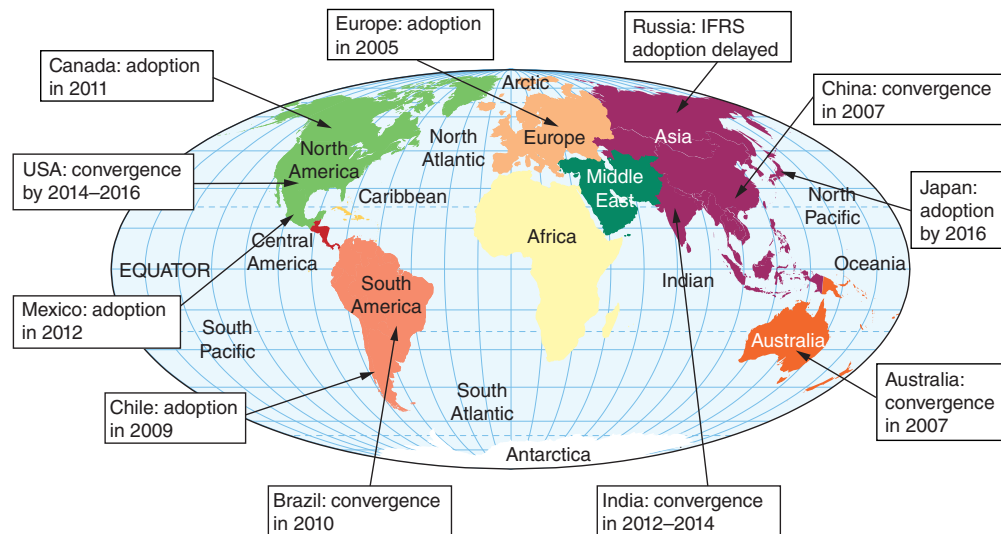 Europe: adoption
in 2005
Russia: IFRS
adoption delayed
Canada: adoption
in 2011
China: convergence
in 2007
Arctic
North
Atlantic
Europe
Asia
North
America
USA: convergence
by 2014–2016
Middle
East
Caribbean
North
Pacific
Japan:
adoption
by 2016
Central
America
Africa
EQUATOR
South
America
Indian
Oceania
Mexico: adoption
in 2012
South
Pacific
Australia
Chile: adoption
in 2009
South
Atlantic
Australia:
convergence
in 2007
Antarctica
Brazil: convergence
in 2010
India: convergence
in 2012–2014